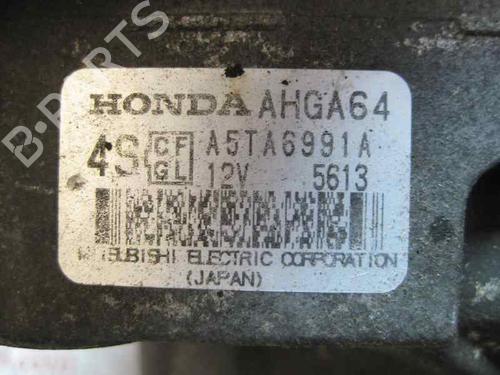 B-PARTS
HONDA AHGA64
4S CF GL A5TA6991A
12V 5613
MITSUBISHI ELECTRIC CORPORATION
(JAPAN)